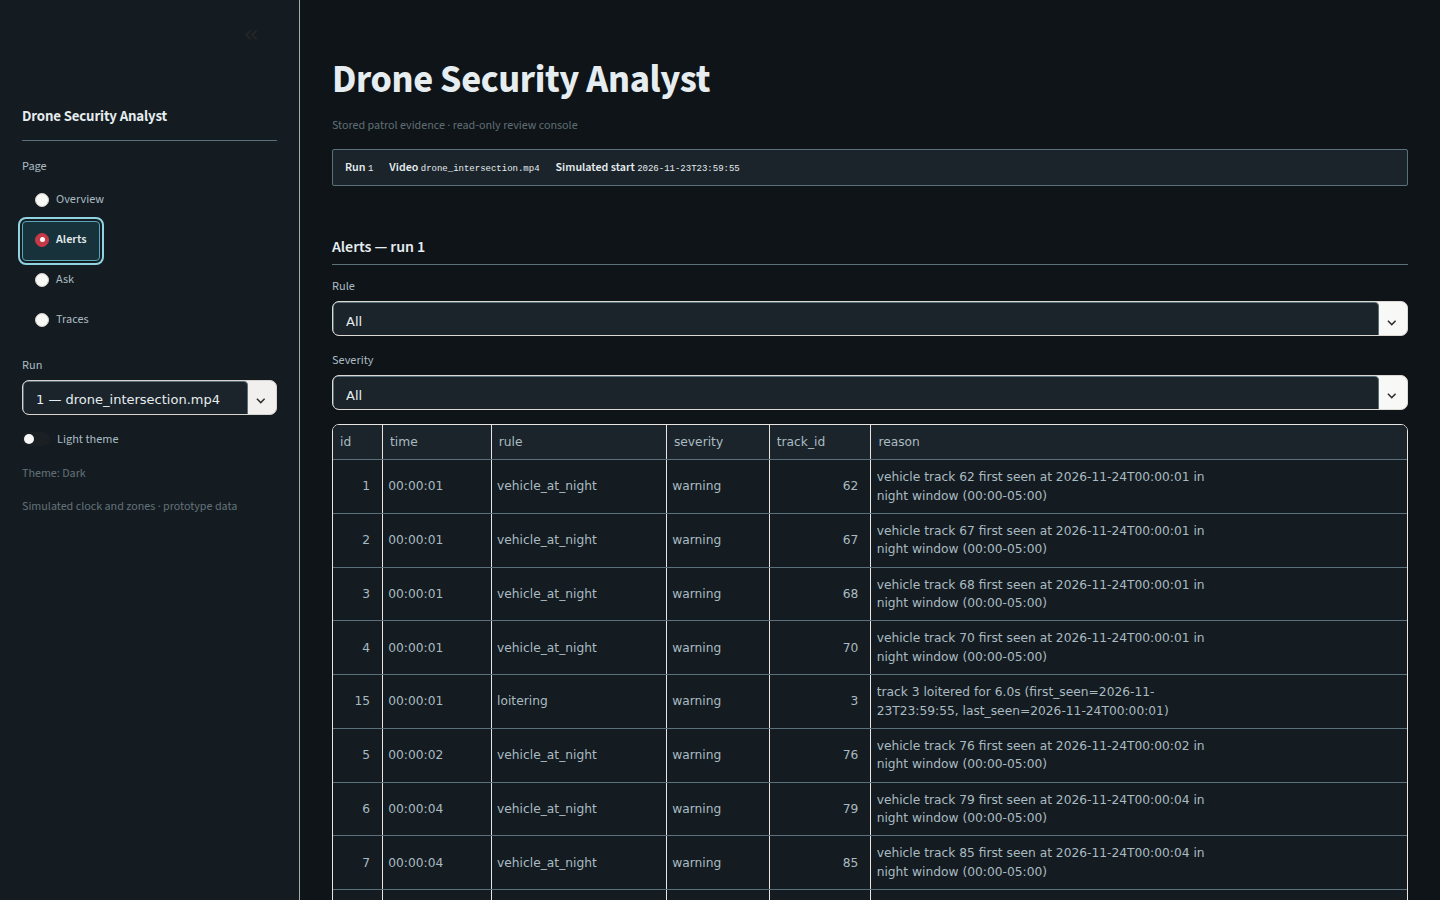 Drone Security Analyst
Page
Overview
Alerts
Ask
Traces
Run
1 — drone_intersection.mp4
Light theme
Theme: Dark
Simulated clock and zones · prototype data
Drone Security Analyst
Stored patrol evidence · read-only review console
Run 1 Video drone_intersection.mp4 Simulated start 2026-11-23T23:59:55
Alerts — run 1
Rule
All
Severity
All
id time rule severity track_id reason
1 00:00:01 vehicle_at_night warning 62 vehicle track 62 first seen at 2026-11-24T00:00:01 in
night window (00:00-05:00)
2 00:00:01 vehicle_at_night warning 67 vehicle track 67 first seen at 2026-11-24T00:00:01 in
night window (00:00-05:00)
3 00:00:01 vehicle_at_night warning 68 vehicle track 68 first seen at 2026-11-24T00:00:01 in
night window (00:00-05:00)
4 00:00:01 vehicle_at_night warning 70 vehicle track 70 first seen at 2026-11-24T00:00:01 in
night window (00:00-05:00)
15 00:00:01 loitering warning 3 track 3 loitered for 6.0s (first_seen=2026-11-
23T23:59:55, last_seen=2026-11-24T00:00:01)
5 00:00:02 vehicle_at_night warning 76 vehicle track 76 first seen at 2026-11-24T00:00:02 in
night window (00:00-05:00)
6 00:00:04 vehicle_at_night warning 79 vehicle track 79 first seen at 2026-11-24T00:00:04 in
night window (00:00-05:00)
7 00:00:04 vehicle_at_night warning 85 vehicle track 85 first seen at 2026-11-24T00:00:04 in
night window (00:00-05:00)